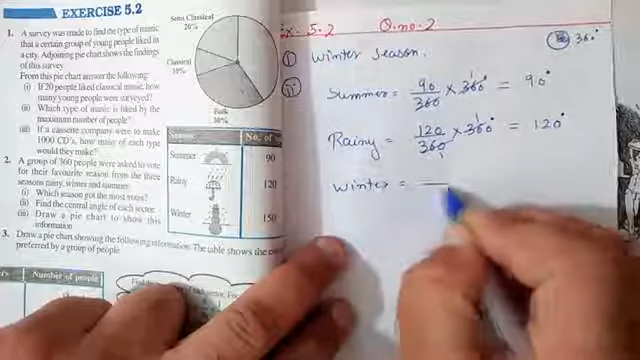 EXERCISE 5.2
1. A survey was made to find the type of music
that a certain group of young people liked in
a city. Adjoining pie chart shows the findings
of this survey.
From this pie chart answer the following:
(i) If 20 people liked classical music, how
many young people were surveyed?
(ii) Which type of music is liked by the
maximum number of people?
(iii) If a cassette company were to make
1000 CD's, how many of each type
would they make?
2. A group of 360 people were asked to vote
for their favourite season from the three
seasons rainy, winter and summer.
(i) Which season got the most votes?
(ii) Find the central angle of each sector.
(iii) Draw a pie chart to show this
information.
3. Draw a pie chart showing the following information. The table shows the
preferred by a group of people.
Number of people
Semi Classical
20%
Classical
10%
Folk
30%
No. of
Summer 90
Rainy 120
Winter 150
Ex. 5.2 Q.no. 2
360°
(i) Winter season.
(ii)
Summer = 90/360 × 360° = 90°
Rainy = 120/360 × 360° = 120°
Winter =